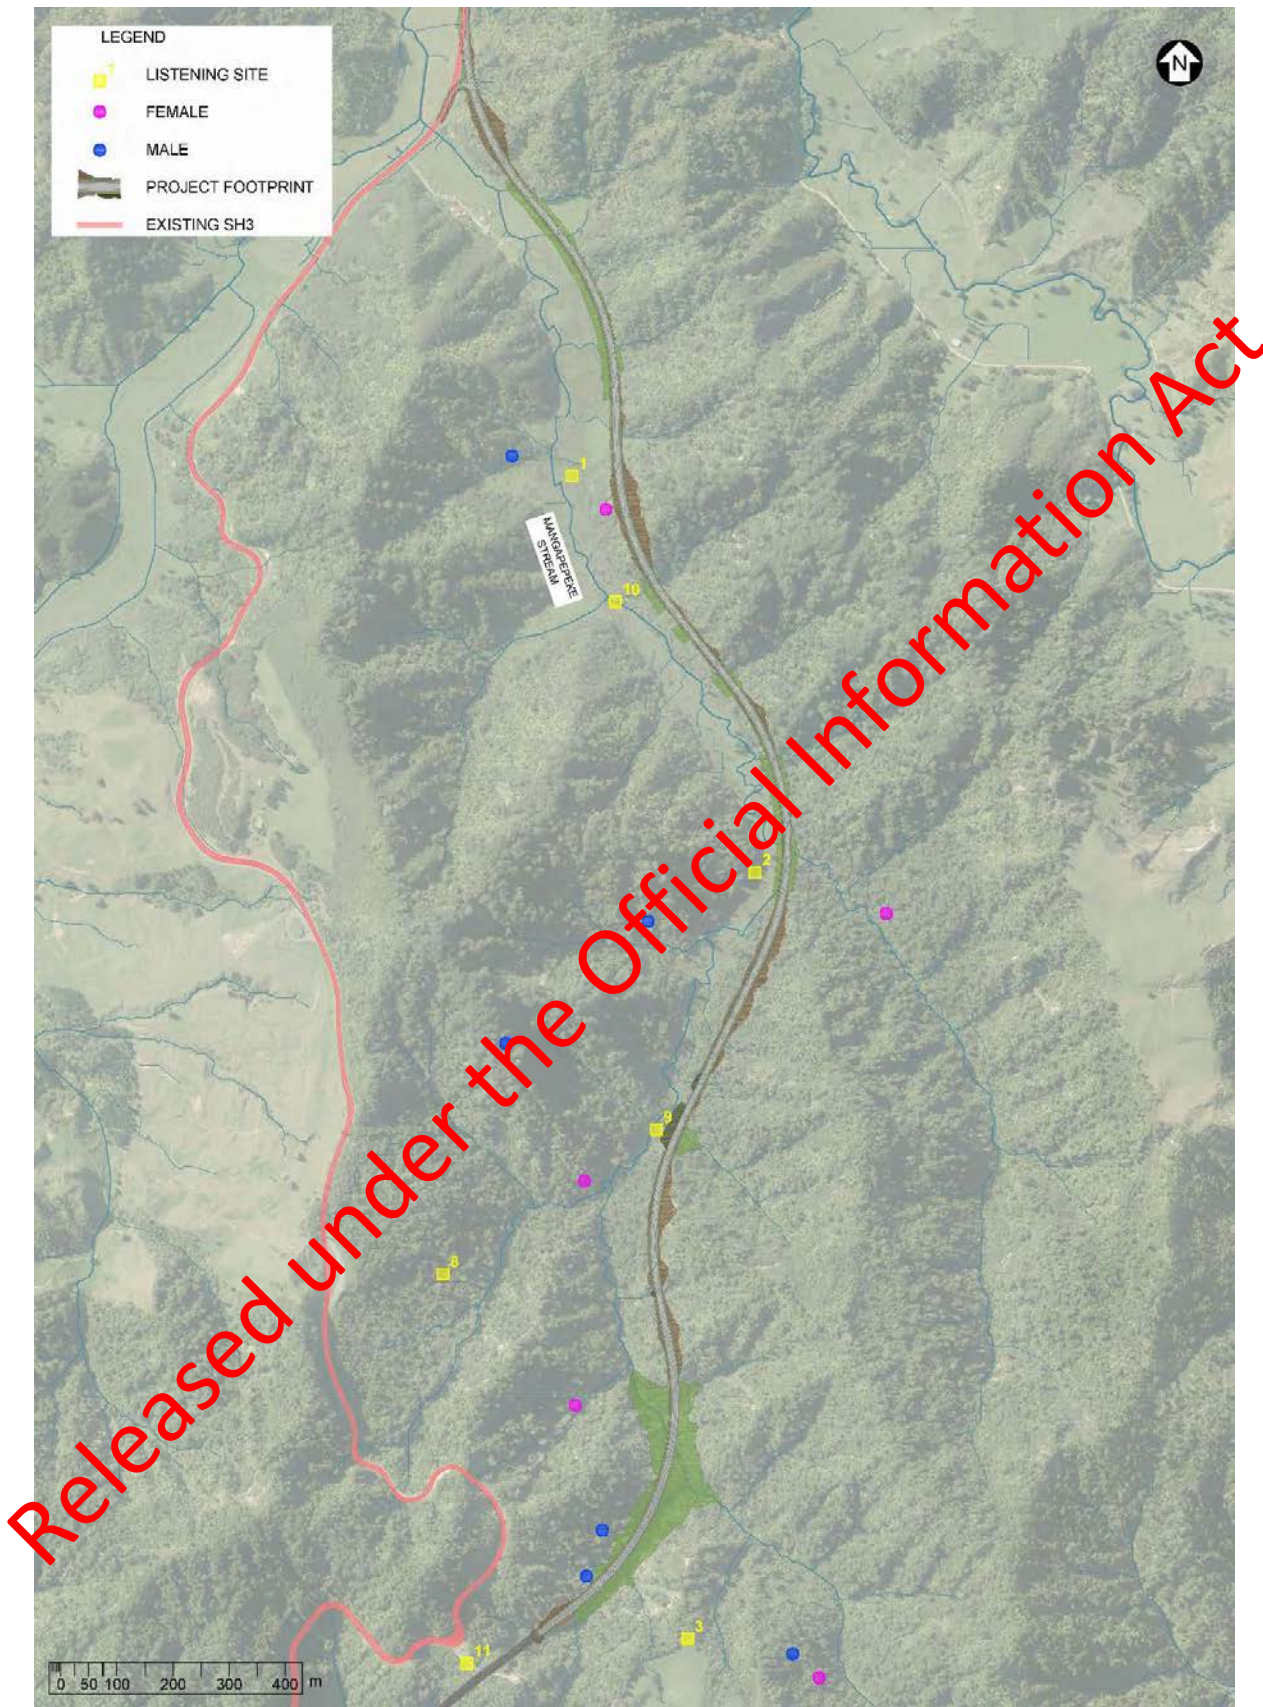 LEGEND
LISTENING SITE
FEMALE
MALE
PROJECT FOOTPRINT
EXISTING SH3
N
1
MANGAPEPEKE
STREAM
10
2
9
8
3
11
0 50 100 200 300 400 m
Released under the Official Information Act